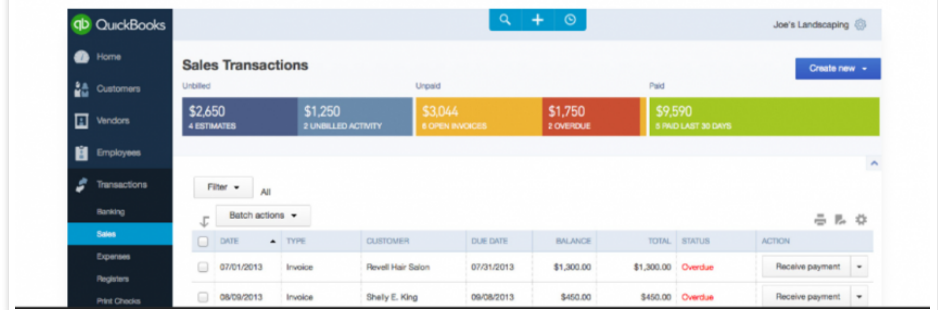 QuickBooks
Joe's Landscaping
Home
Customers
Vendors
Employees
Transactions
Banking
Sales
Expenses
Registers
Print Checks
Sales Transactions
Create new
Unbilled
Unpaid
Paid
$2,650
4 ESTIMATES
$1,250
2 UNBILLED ACTIVITY
$3,044
6 OPEN INVOICES
$1,750
2 OVERDUE
$9,590
PAID LAST 30 DAYS
Filter
All
Batch actions
DATE TYPE CUSTOMER DUE DATE BALANCE TOTAL STATUS ACTION
07/01/2013 Invoice Revell Hair Salon 07/31/2013 $1,300.00 $1,300.00 Overdue Receive payment
08/09/2013 Invoice Shelly E. King 09/08/2013 $450.00 $450.00 Overdue Receive payment